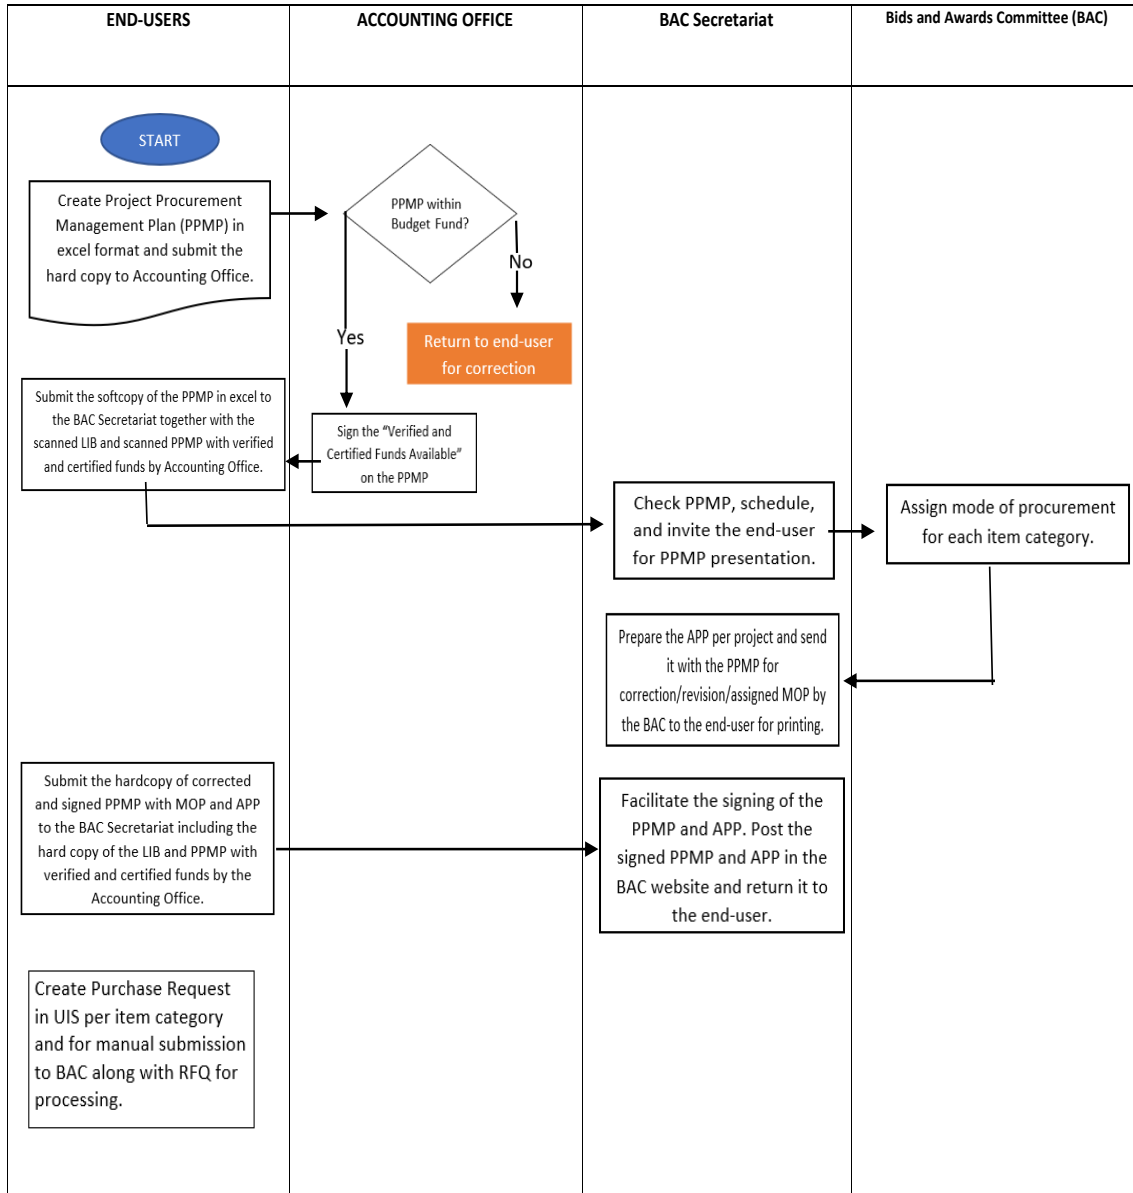 END-USERS
ACCOUNTING OFFICE
BAC Secretariat
Bids and Awards Committee (BAC)
START
Create Project Procurement
Management Plan (PPMP) in
excel format and submit the
hard copy to Accounting Office.
PPMP within
Budget Fund?
No
Yes
Return to end-user
for correction
Sign the “Verified and
Certified Funds Available”
on the PPMP
Submit the softcopy of the PPMP in excel to
the BAC Secretariat together with the
scanned LIB and scanned PPMP with verified
and certified funds by Accounting Office.
Check PPMP, schedule,
and invite the end-user
for PPMP presentation.
Assign mode of procurement
for each item category.
Prepare the APP per project and send
it with the PPMP for
correction/revision/assigned MOP by
the BAC to the end-user for printing.
Submit the hardcopy of corrected
and signed PPMP with MOP and APP
to the BAC Secretariat including the
hard copy of the LIB and PPMP with
verified and certified funds by the
Accounting Office.
Facilitate the signing of the
PPMP and APP. Post the
signed PPMP and APP in the
BAC website and return it to
the end-user.
Create Purchase Request
in UIS per item category
and for manual submission
to BAC along with RFQ for
processing.